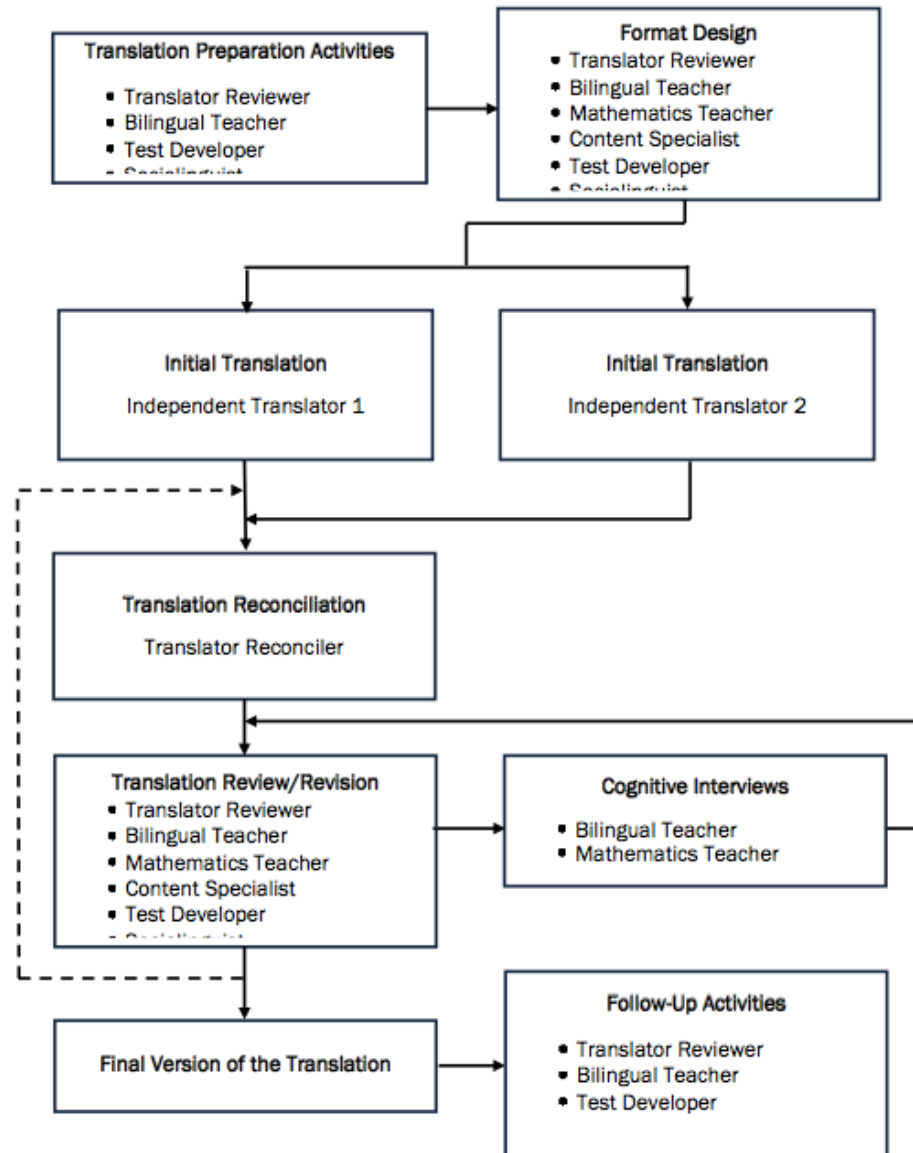 Translation Preparation Activities
• Translator Reviewer
• Bilingual Teacher
• Test Developer
Format Design
• Translator Reviewer
• Bilingual Teacher
• Mathematics Teacher
• Content Specialist
• Test Developer
Initial Translation
Independent Translator 1
Initial Translation
Independent Translator 2
Translation Reconciliation
Translator Reconciler
Translation Review/Revision
• Translator Reviewer
• Bilingual Teacher
• Mathematics Teacher
• Content Specialist
• Test Developer
Cognitive Interviews
• Bilingual Teacher
• Mathematics Teacher
Final Version of the Translation
Follow-Up Activities
• Translator Reviewer
• Bilingual Teacher
• Test Developer